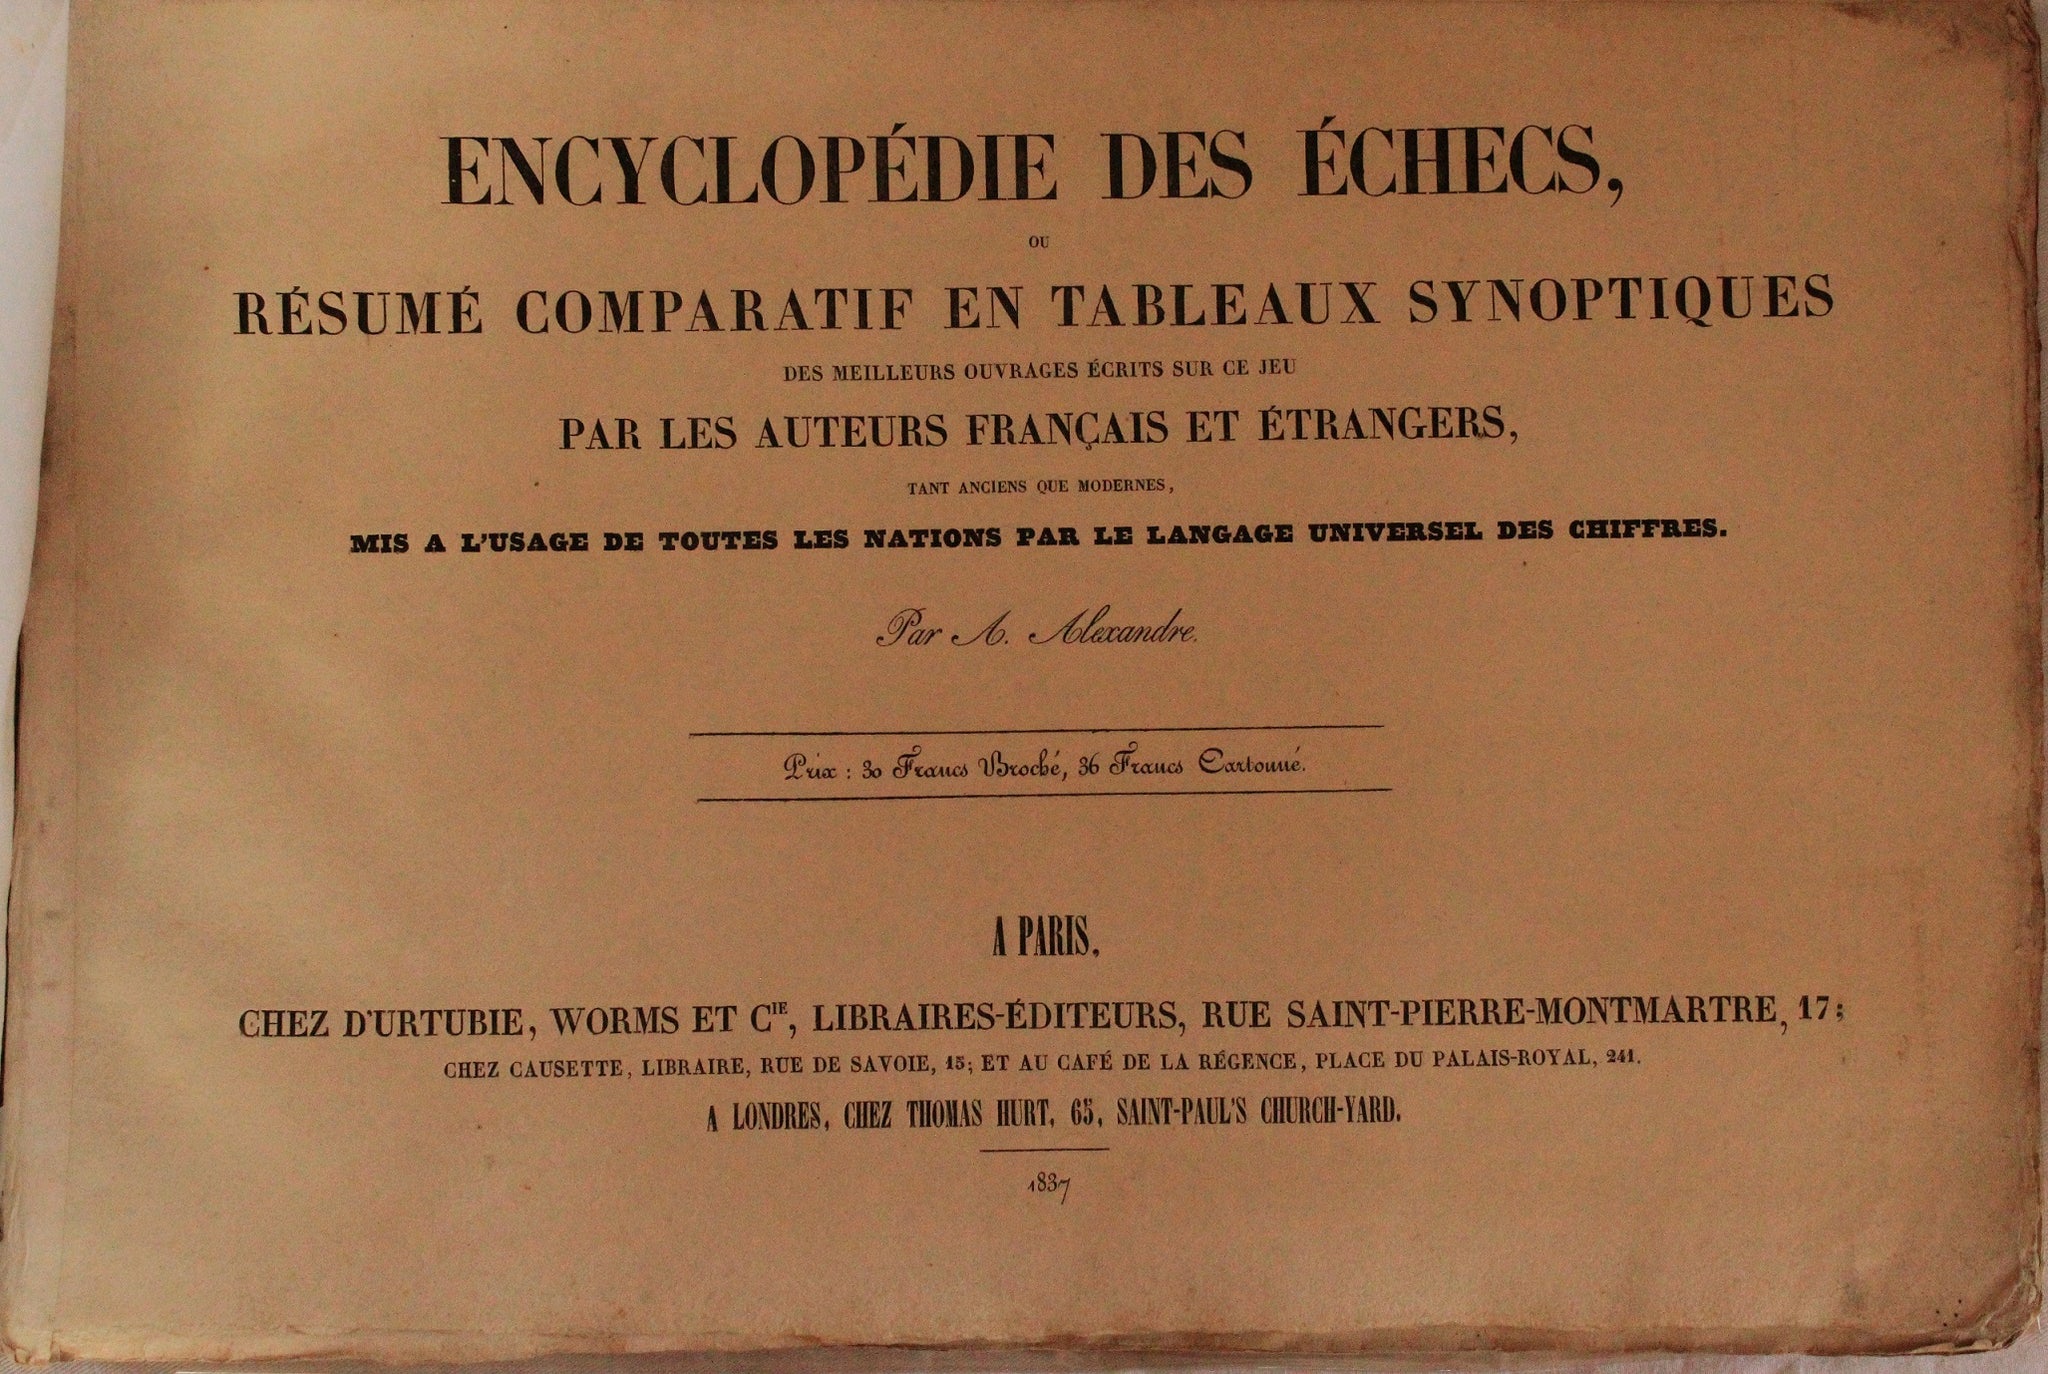 ENCYCLOPÉDIE DES ÉCHECS,
OU
RÉSUMÉ COMPARATIF EN TABLEAUX SYNOPTIQUES
DES MEILLEURS OUVRAGES ÉCRITS SUR CE JEU
PAR LES AUTEURS FRANÇAIS ET ÉTRANGERS,
TANT ANCIENS QUE MODERNES,
MIS A L'USAGE DE TOUTES LES NATIONS PAR LE LANGAGE UNIVERSEL DES CHIFFRES.
Par A. Alexandre.
Prix : 30 Francs Broché, 36 Francs Cartonné.
A PARIS,
CHEZ D'URTUBIE, WORMS ET CIE, LIBRAIRES-ÉDITEURS, RUE SAINT-PIERRE-MONTMARTRE, 17;
CHEZ CAUSETTE, LIBRAIRE, RUE DE SAVOIE, 15; ET AU CAFÉ DE LA RÉGENCE, PLACE DU PALAIS-ROYAL, 241.
A LONDRES, CHEZ THOMAS HURT, 65, SAINT-PAUL'S CHURCH-YARD.
1837